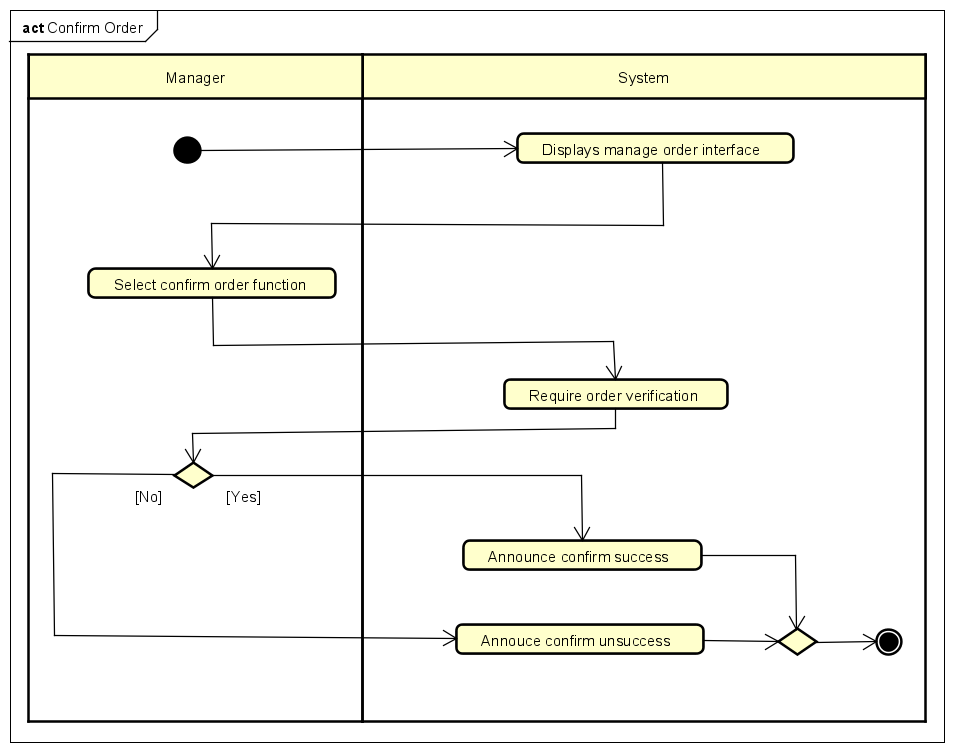 act Confirm Order
Manager
System
Displays manage order interface
Select confirm order function
Require order verification
[No]
[Yes]
Announce confirm success
Annouce confirm unsuccess